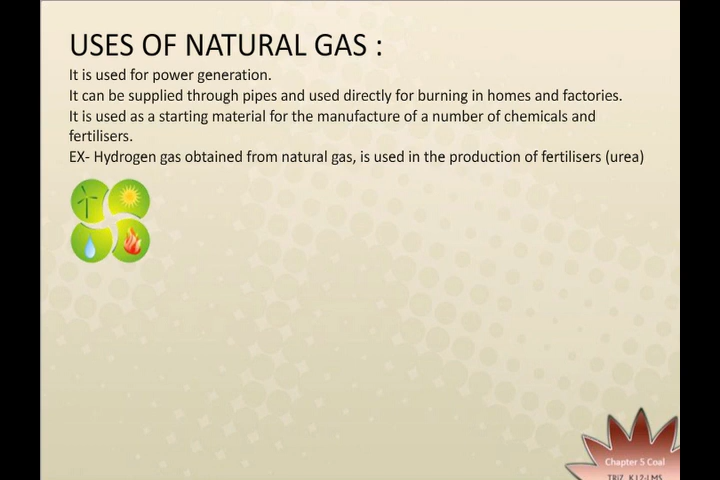 USES OF NATURAL GAS :
It is used for power generation.
It can be supplied through pipes and used directly for burning in homes and factories.
It is used as a starting material for the manufacture of a number of chemicals and
fertilisers.
EX- Hydrogen gas obtained from natural gas, is used in the production of fertilisers (urea)
Chapter 5 Coal